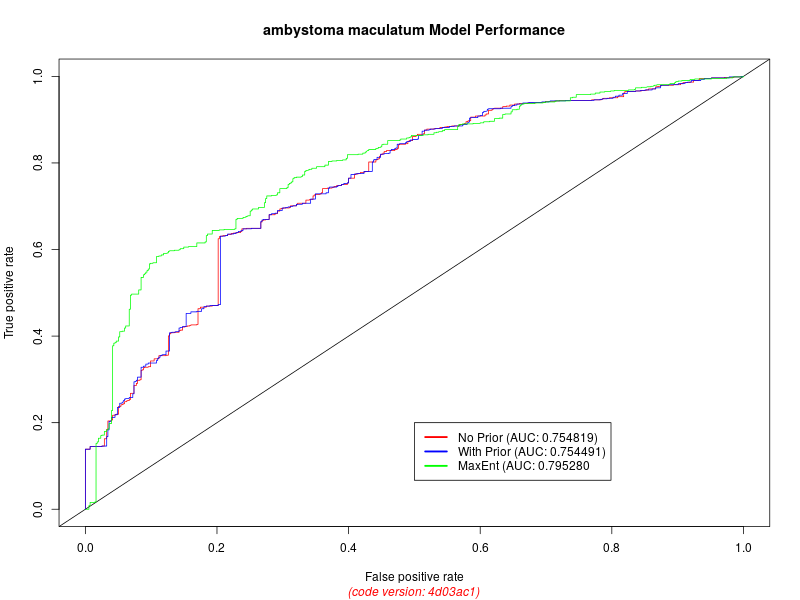 ambystoma maculatum Model Performance
True positive rate
1.0
0.8
0.6
0.4
0.2
0.0
No Prior (AUC: 0.754819)
With Prior (AUC: 0.754491)
MaxEnt (AUC: 0.795280
0.0 0.2 0.4 0.6 0.8 1.0
False positive rate
(code version: 4d03ac1)